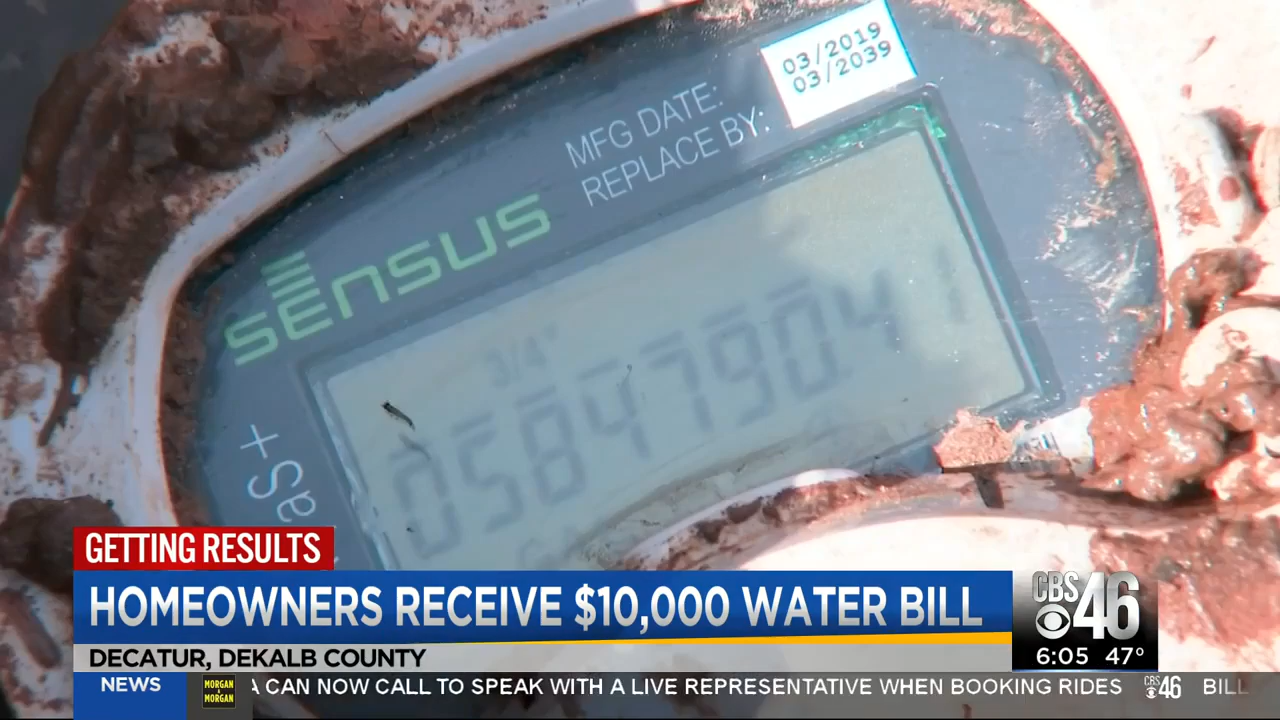 03/2019
03/2039
MFG DATE:
REPLACE BY:
SENSUS
3/4"
058479041
GETTING RESULTS
HOMEOWNERS RECEIVE $10,000 WATER BILL
DECATUR, DEKALB COUNTY
CBS 46
6:05 47°
NEWS
MORGAN & MORGAN
A CAN NOW CALL TO SPEAK WITH A LIVE REPRESENTATIVE WHEN BOOKING RIDES CBS 46 BILL